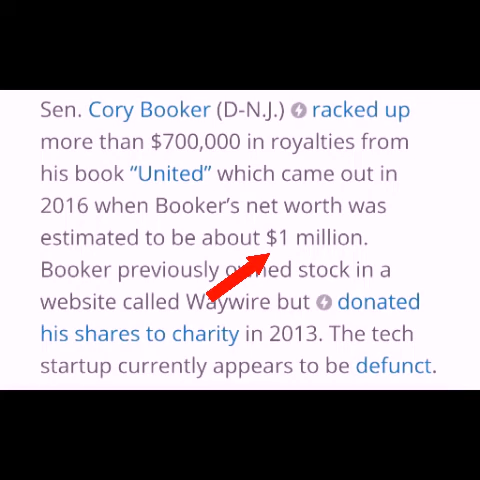 Sen. Cory Booker (D-N.J.) racked up
more than $700,000 in royalties from
his book “United” which came out in
2016 when Booker’s net worth was
estimated to be about $1 million.
Booker previously owned stock in a
website called Waywire but donated
his shares to charity in 2013. The tech
startup currently appears to be defunct.